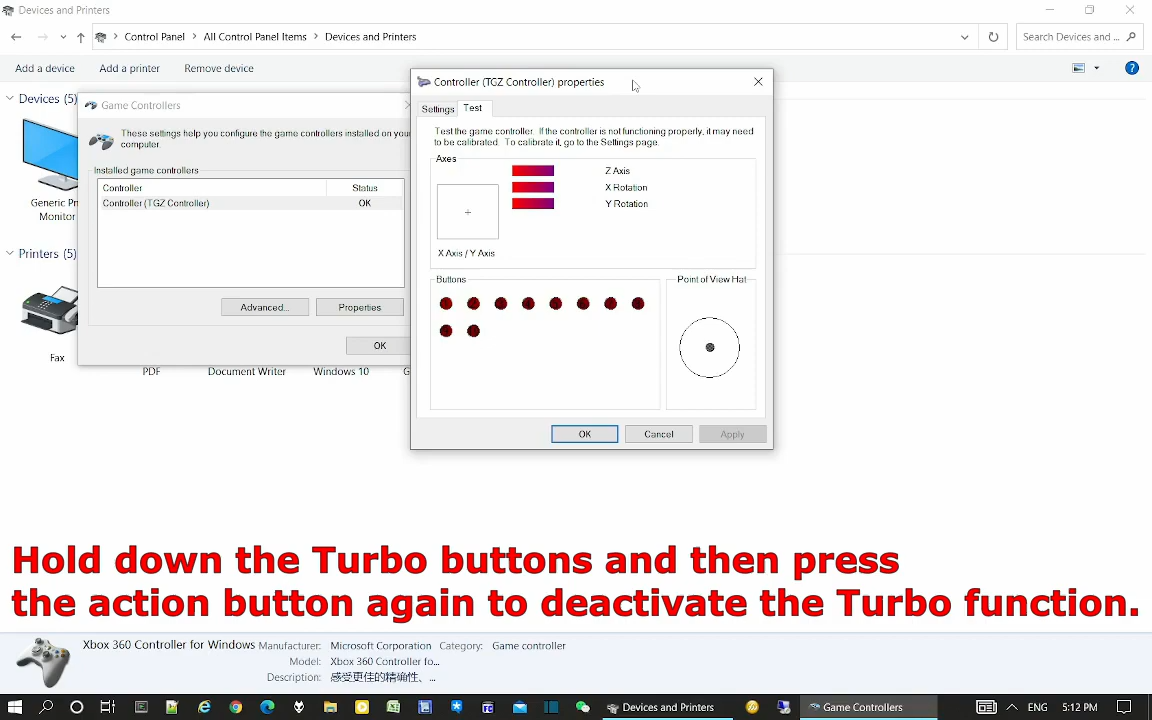 Devices and Printers
Control Panel
All Control Panel Items
Devices and Printers
Search Devices and ...
Add a device
Add a printer
Remove device
Devices (5)
Generic Pn
Monitor
Printers (5)
Fax
PDF
Document Writer
Windows 10
G
Game Controllers
These settings help you configure the game controllers installed on your
computer.
Installed game controllers
Controller Status
Controller (TGZ Controller) OK
Advanced...
Properties
OK
Controller (TGZ Controller) properties
Settings
Test
Test the game controller. If the controller is not functioning properly, it may need
to be calibrated. To calibrate it, go to the Settings page.
Axes
Z Axis
X Rotation
Y Rotation
X Axis / Y Axis
Buttons
Point of View Hat
OK
Cancel
Apply
Hold down the Turbo buttons and then press
the action button again to deactivate the Turbo function.
Xbox 360 Controller for Windows
Manufacturer: Microsoft Corporation
Category: Game controller
Model: Xbox 360 Controller fo...
Description: 感受更佳的精确性、...
Devices and Printers
Game Controllers
ENG
5:12 PM